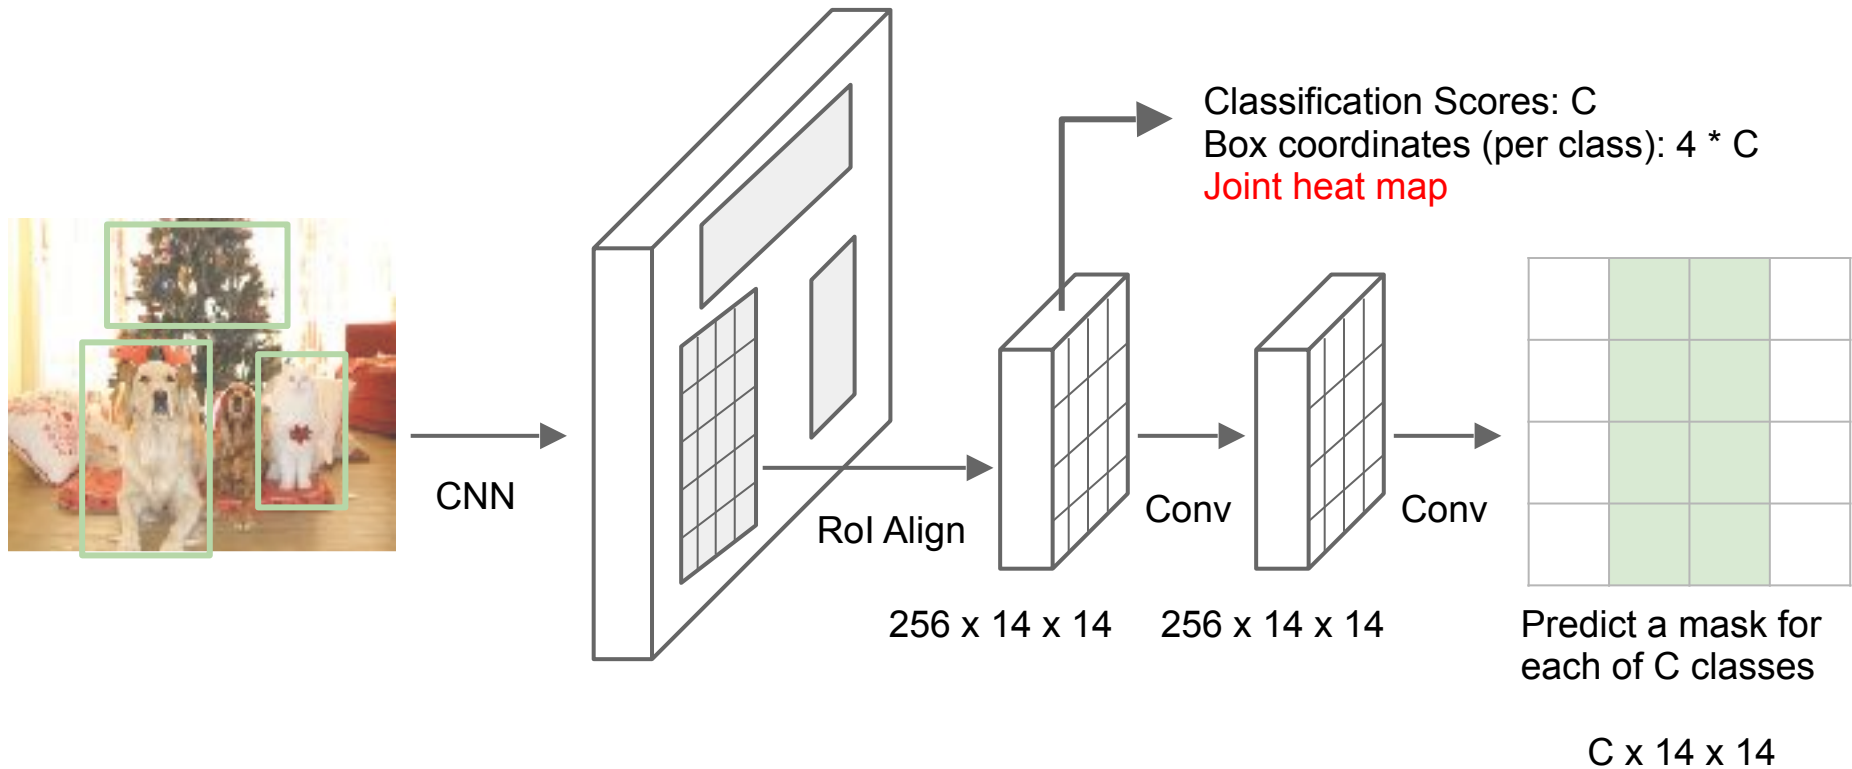 Classification Scores: C
Box coordinates (per class): 4 * C
Joint heat map
CNN
RoI Align
Conv
Conv
256 x 14 x 14
256 x 14 x 14
Predict a mask for
each of C classes
C x 14 x 14